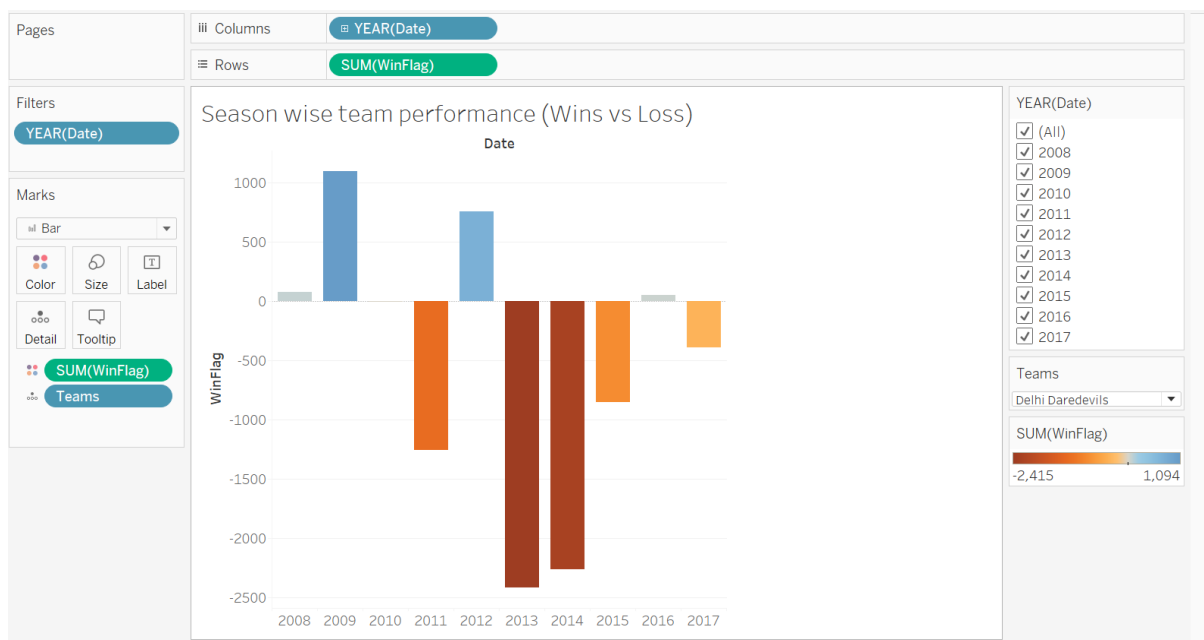 Pages
Columns
YEAR(Date)
Rows
SUM(WinFlag)
Filters
YEAR(Date)
Marks
Bar
Color
Size
Label
Detail
Tooltip
SUM(WinFlag)
Teams
Season wise team performance (Wins vs Loss)
Date
WinFlag
1000
500
0
-500
-1000
-1500
-2000
-2500
2008 2009 2010 2011 2012 2013 2014 2015 2016 2017
YEAR(Date)
(All)
2008
2009
2010
2011
2012
2013
2014
2015
2016
2017
Teams
Delhi Daredevils
SUM(WinFlag)
-2,415 1,094